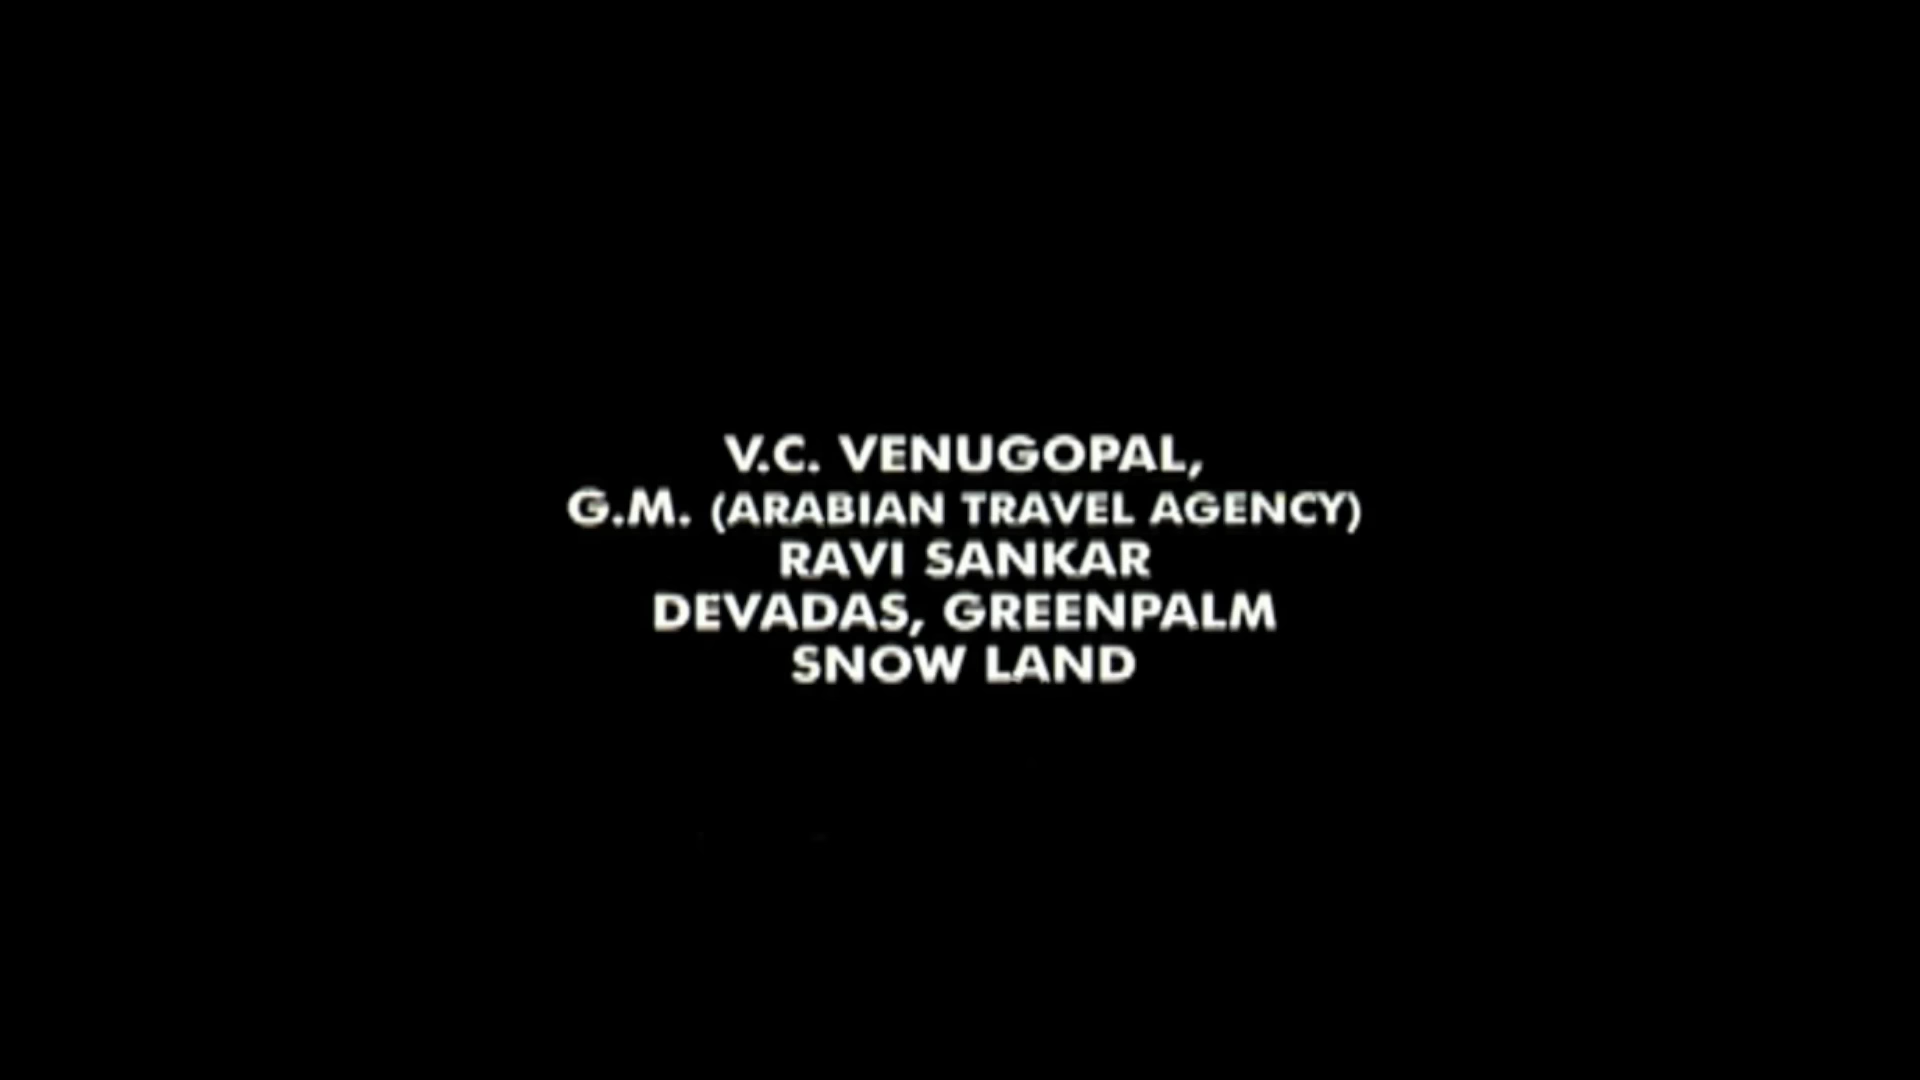 V.C. VENUGOPAL,
G.M. (ARABIAN TRAVEL AGENCY)
RAVI SANKAR
DEVADAS, GREENPALM
SNOW LAND